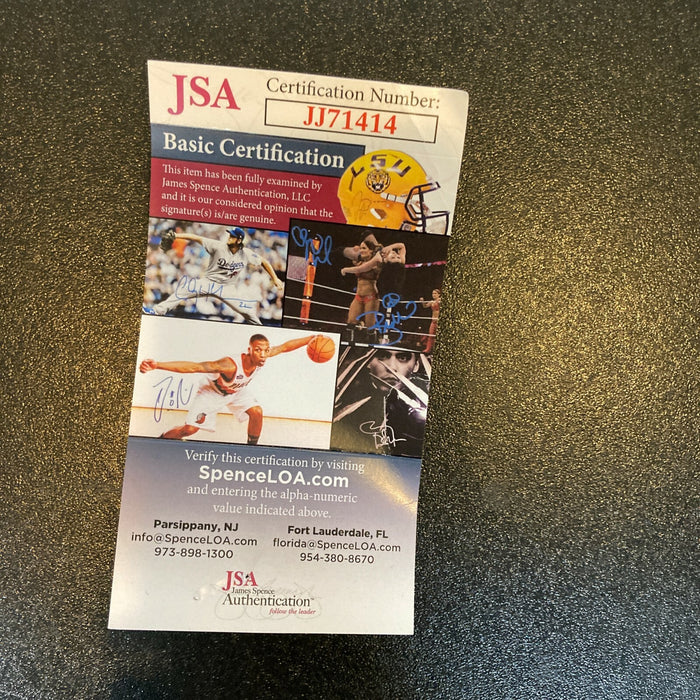 JSA
Certification Number:
JJ71414
Basic Certification
This item has been fully examined by
James Spence Authentication, LLC
and it is our considered opinion that the
signature(s) is/are genuine.
LSU
Dodgers
Verify this certification by visiting
SpenceLOA.com
and entering the alpha-numeric
value indicated above.
Parsippany, NJ
info@SpenceLOA.com
973-898-1300
Fort Lauderdale, FL
florida@SpenceLOA.com
954-380-8670
JSA
James Spence
Authentication
follow the leader